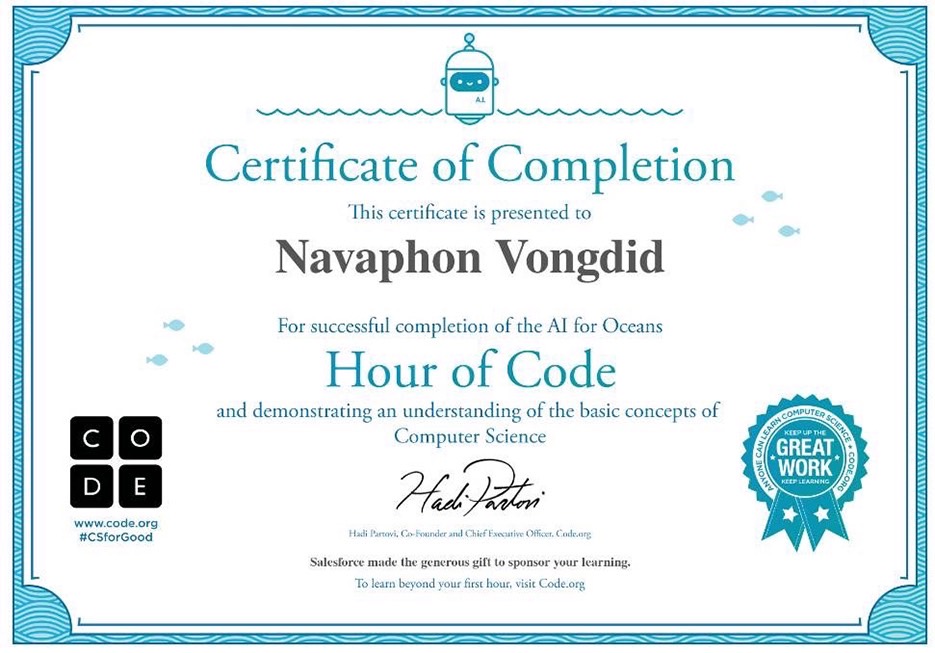 A.I.
Certificate of Completion
This certificate is presented to
Navaphon Vongdid
For successful completion of the AI for Oceans
Hour of Code
and demonstrating an understanding of the basic concepts of
Computer Science
C O
D E
www.code.org
#CSforGood
Hadi Partovi
Hadi Partovi, Co-Founder and Chief Executive Officer, Code.org
Salesforce made the generous gift to sponsor your learning.
To learn beyond your first hour, visit Code.org
ANYONE CAN LEARN COMPUTER SCIENCE • CODE.ORG
KEEP UP THE
GREAT
WORK
KEEP LEARNING